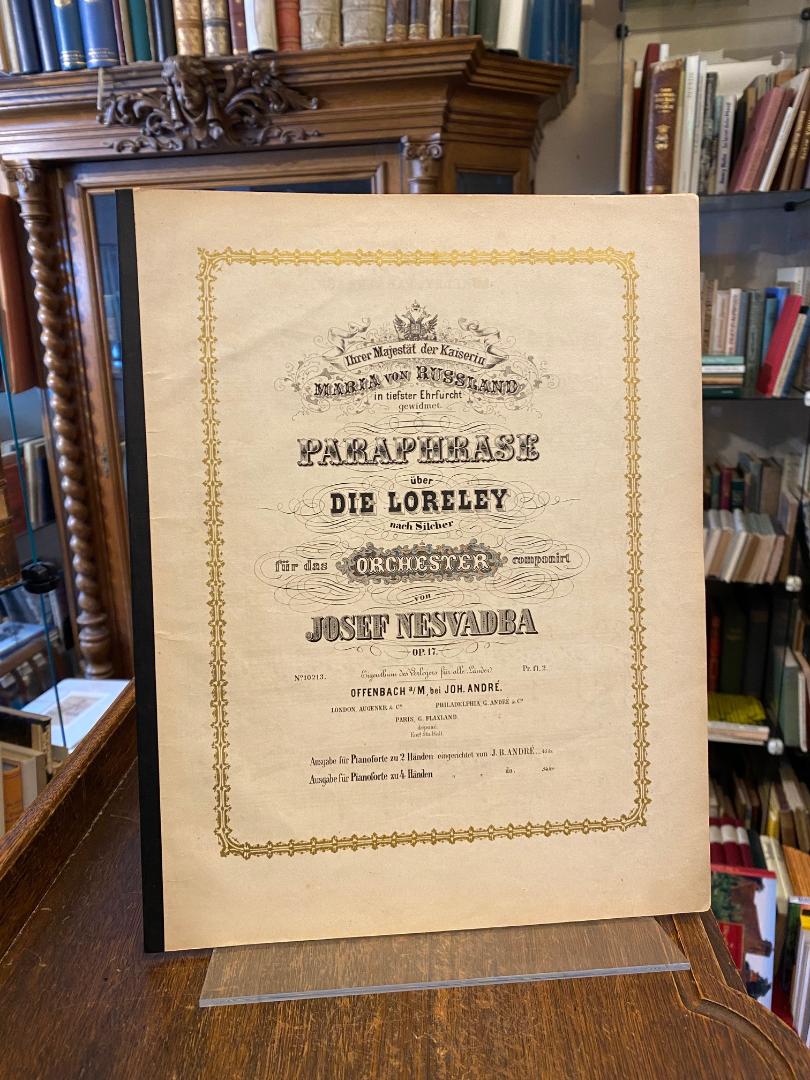 Ihrer Majestät der Kaiserin
MARIA VON RUSSLAND
in tiefster Ehrfurcht
gewidmet.
PARAPHRASE
über
DIE LORELEY
nach Silcher
für das ORCHESTER componirt
von
JOSEF NESVADBA
OP. 17.
No 10213. Eigenthum des Verlegers für alle Länder. Pr. fl. 2.
OFFENBACH a/M, bei JOH. ANDRÉ.
LONDON, AUGENER & Co PHILADELPHIA, G. ANDRÉ & Co
PARIS, G. FLAXLAND.
Ausgabe für Pianoforte zu 2 Händen eingerichtet von J. B. ANDRÉ
Ausgabe für Pianoforte zu 4 Händen " " do.